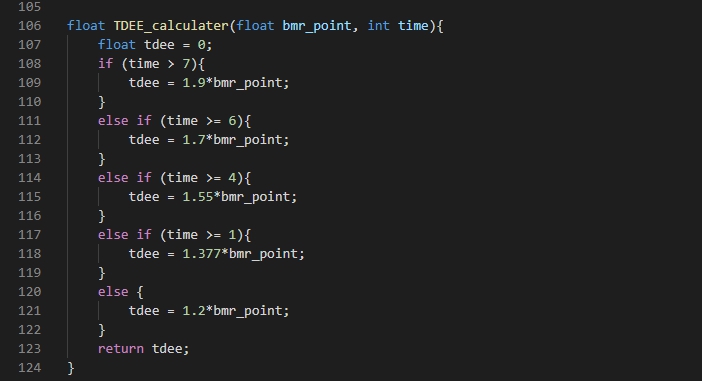 105
106 float TDEE_calculater(float bmr_point, int time){
107     float tdee = 0;
108     if (time > 7){
109         tdee = 1.9*bmr_point;
110     }
111     else if (time >= 6){
112         tdee = 1.7*bmr_point;
113     }
114     else if (time >= 4){
115         tdee = 1.55*bmr_point;
116     }
117     else if (time >= 1){
118         tdee = 1.377*bmr_point;
119     }
120     else {
121         tdee = 1.2*bmr_point;
122     }
123     return tdee;
124 }